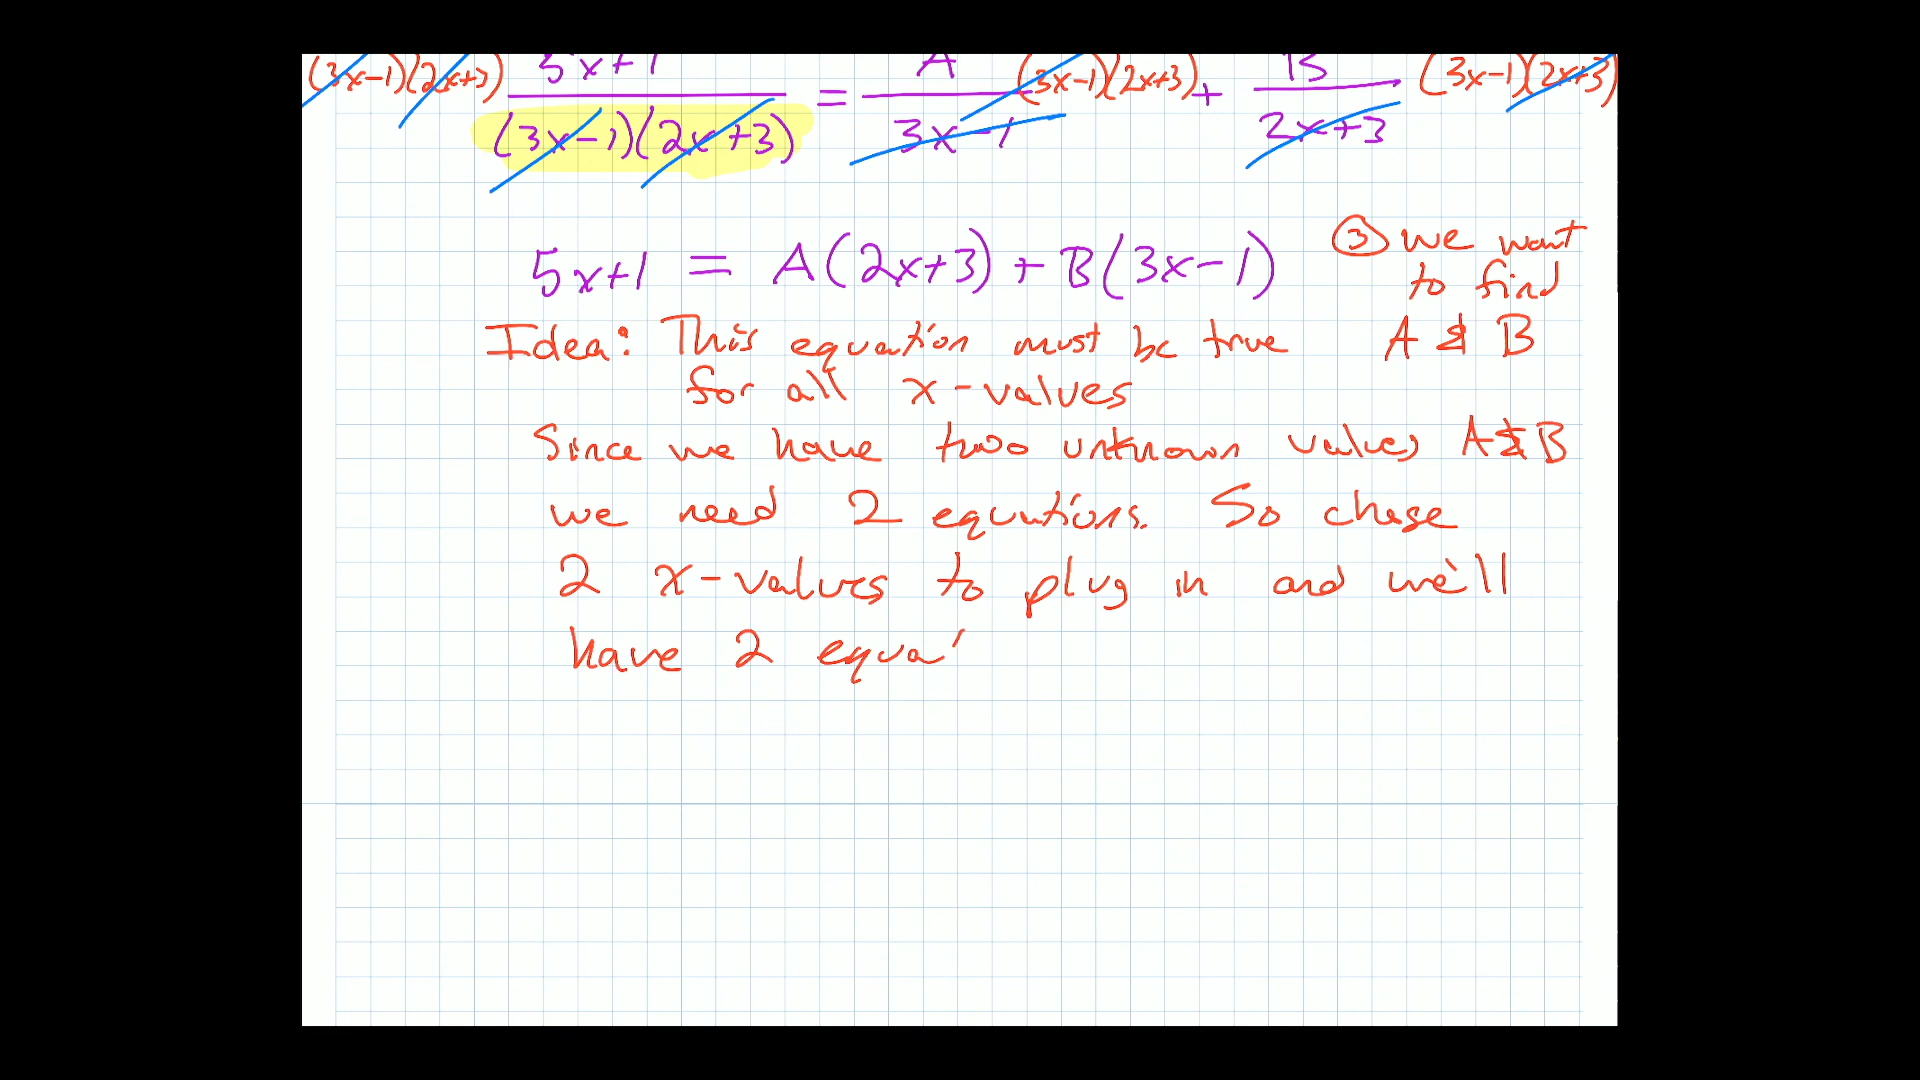 (3x-1)(2x+3) 5x+1 = A (3x-1)(2x+3) + B (3x-1)(2x+3)
(3x-1)(2x+3) 3x-1 2x+3
5x+1 = A(2x+3) + B(3x-1)
③ we want
to find
A & B
Idea: This equation must be true
for all x-values
Since we have two unknown values A & B
we need 2 equations. So chose
2 x-values to plug in and we'll
have 2 equa